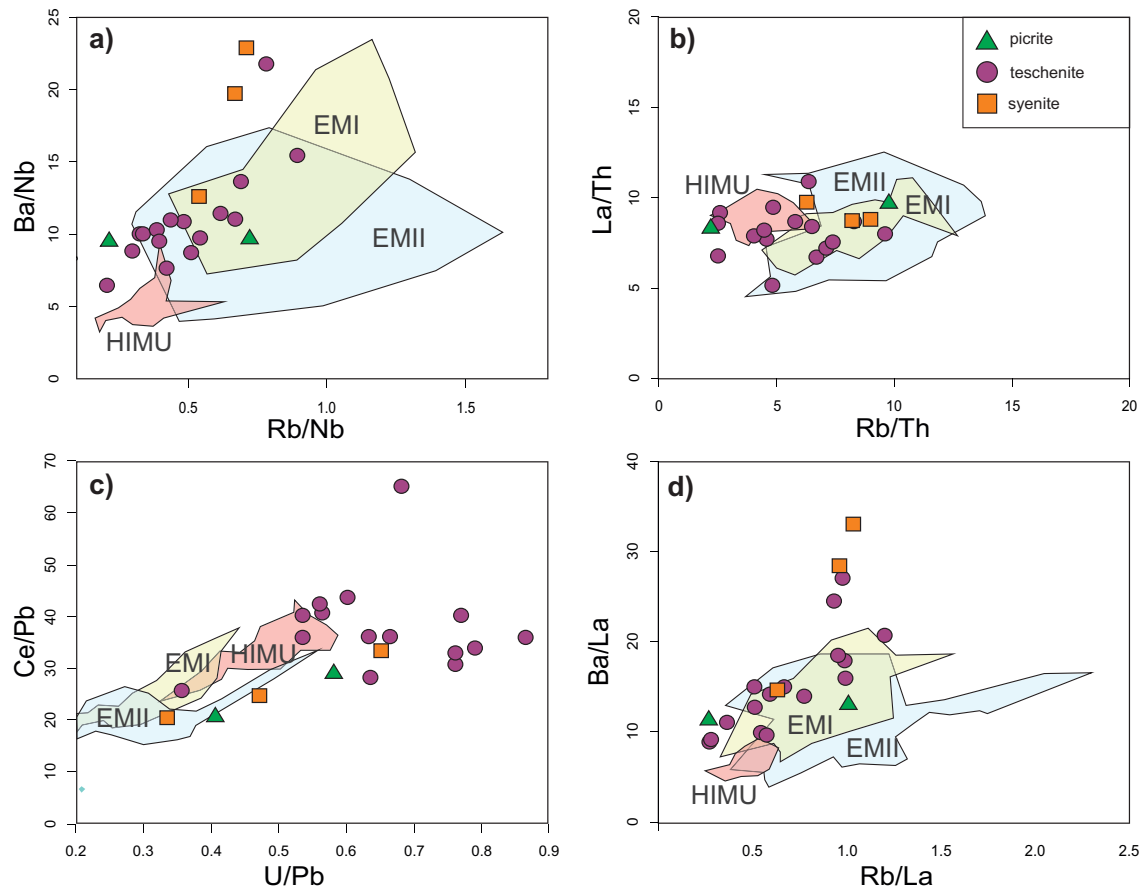 a)
25
20
15
10
5
0
Ba/Nb
EMI
EMII
HIMU
0.5
1.0
1.5
Rb/Nb
b)
picrite
teschenite
syenite
20
15
10
5
0
La/Th
HIMU
EMII
EMI
0
5
10
15
20
Rb/Th
c)
70
60
50
40
30
20
10
0
Ce/Pb
EMI
HIMU
EMII
0.2
0.3
0.4
0.5
0.6
0.7
0.8
0.9
U/Pb
d)
40
30
20
10
0
Ba/La
EMI
EMII
HIMU
0.5
1.0
1.5
2.0
2.5
Rb/La